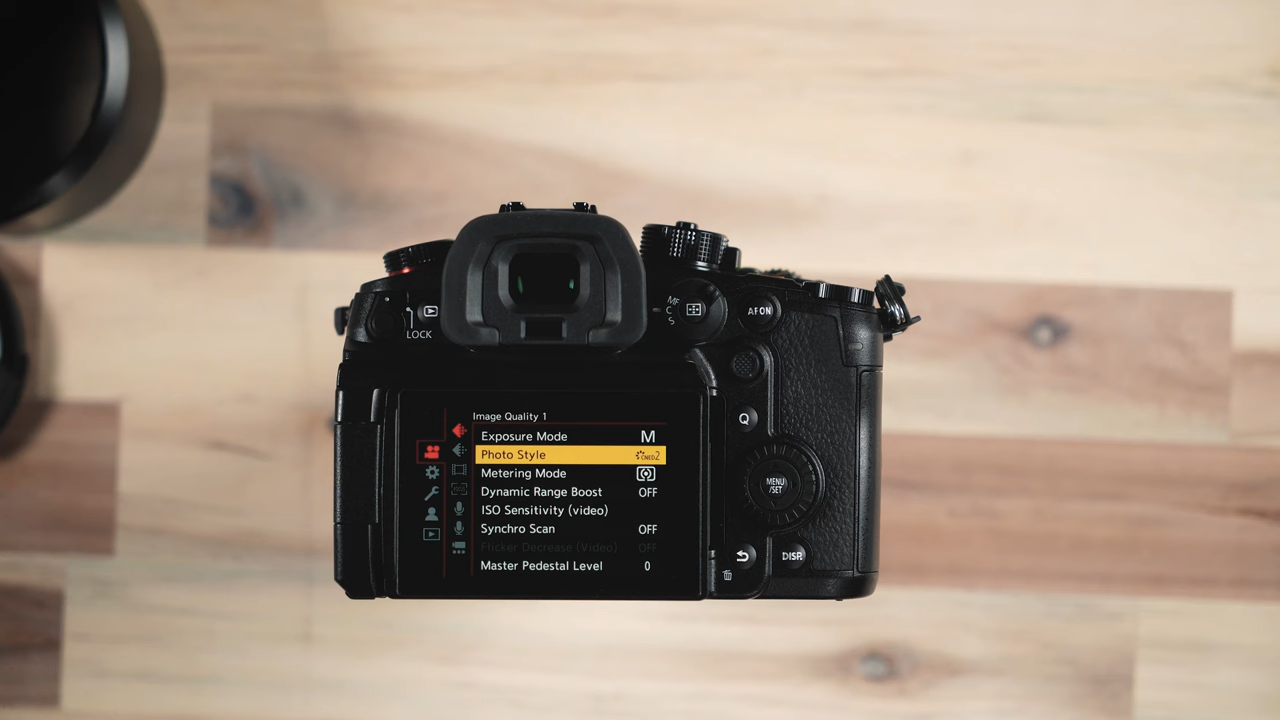 MF
C
S
AF ON
LOCK
Q
Image Quality 1
Exposure Mode M
Photo Style CINED2
Metering Mode
Dynamic Range Boost OFF
ISO Sensitivity (video)
Synchro Scan OFF
Flicker Decrease (Video) OFF
Master Pedestal Level 0
MENU
/SET
DISP.